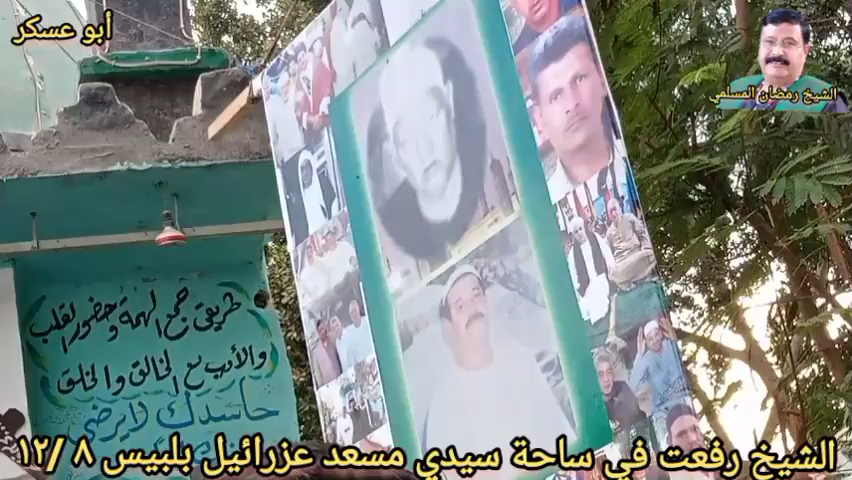 أبو عسكر
الشيخ رمضان المسلمي
طريقى جمع الهمة وحضور القلب
والأدب مع الخالق والخلق
حاسدك لا يرضى
الشيخ رفعت في ساحة سيدي مسعد عزرائيل بلبيس ٨ /١٢